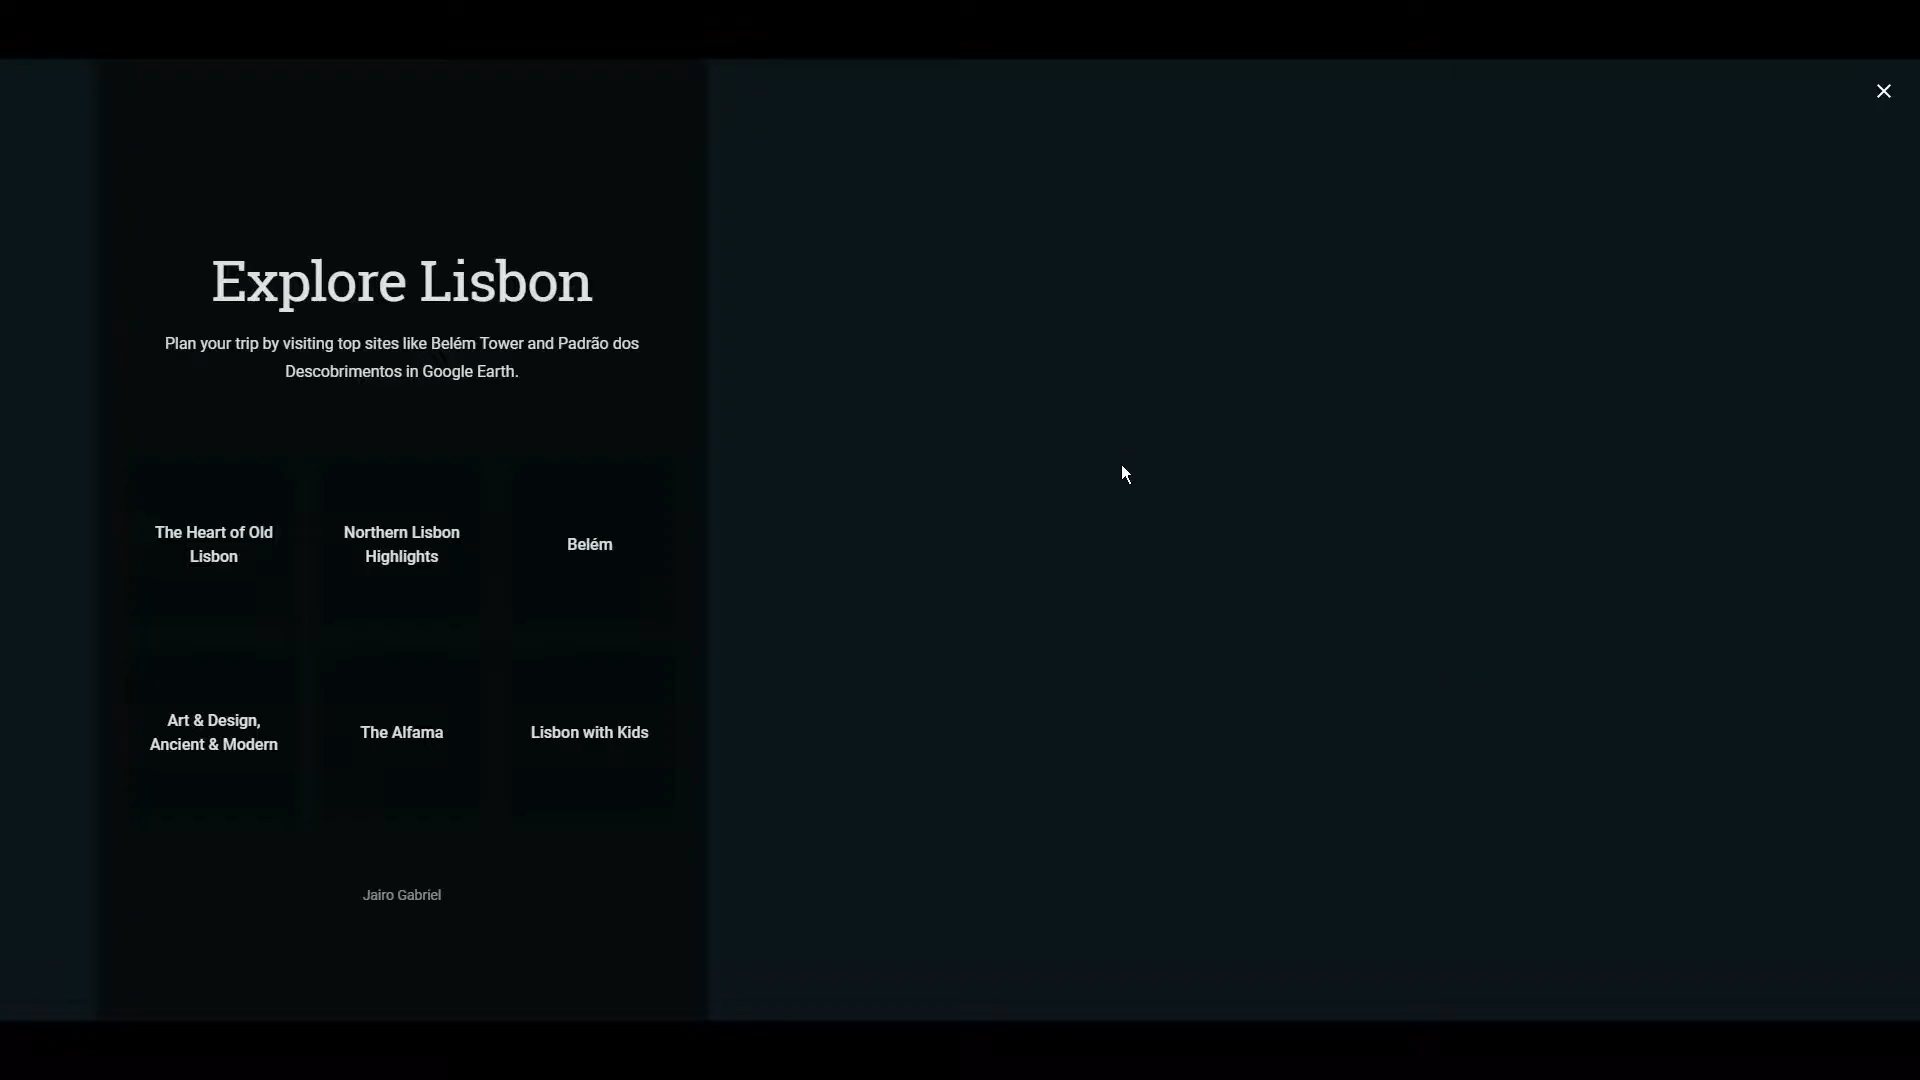 Explore Lisbon
Plan your trip by visiting top sites like Belém Tower and Padrão dos
Descobrimentos in Google Earth.
The Heart of Old
Lisbon
Northern Lisbon
Highlights
Belém
Art & Design,
Ancient & Modern
The Alfama
Lisbon with Kids
Jairo Gabriel